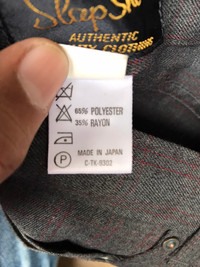 AUTHENTIC
65% POLYESTER
35% RAYON
MADE IN JAPAN
C-TK-9302
P